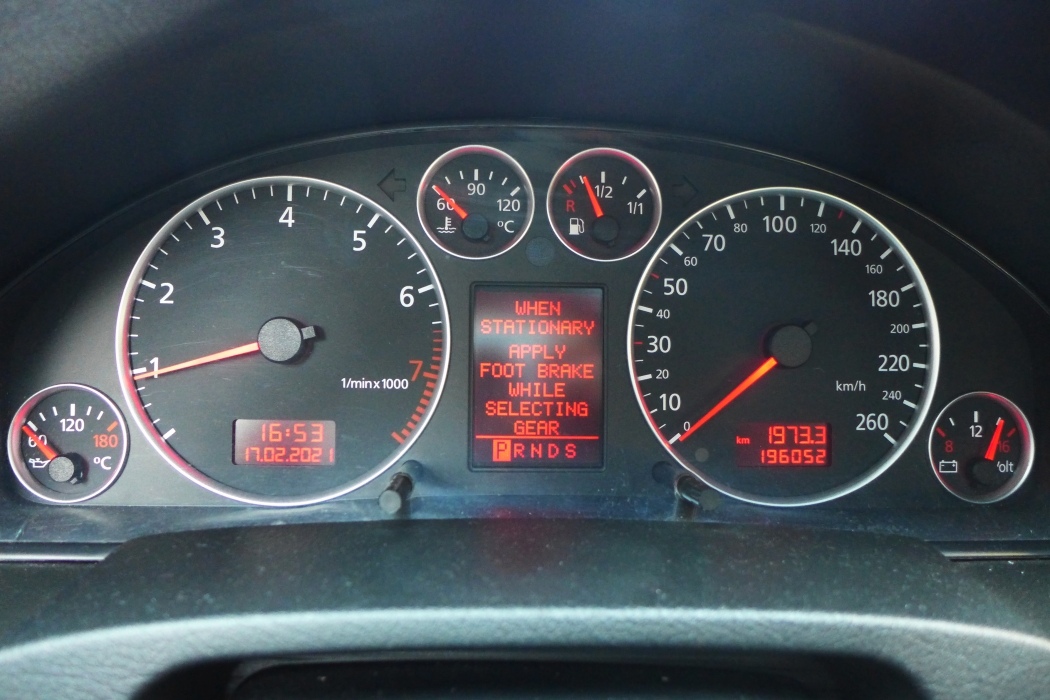 1
2
3
4
5
6
7
1/min x 1000
16:53
17.02.2021
60
120
180
°C
60
90
120
°C
R
1/2
1/1
WHEN
STATIONARY
APPLY
FOOT BRAKE
WHILE
SELECTING
GEAR
P R N D S
0
10
20
30
40
50
60
70
80
100
120
140
160
180
200
220
240
260
km/h
km
1973.3
196052
8
12
16